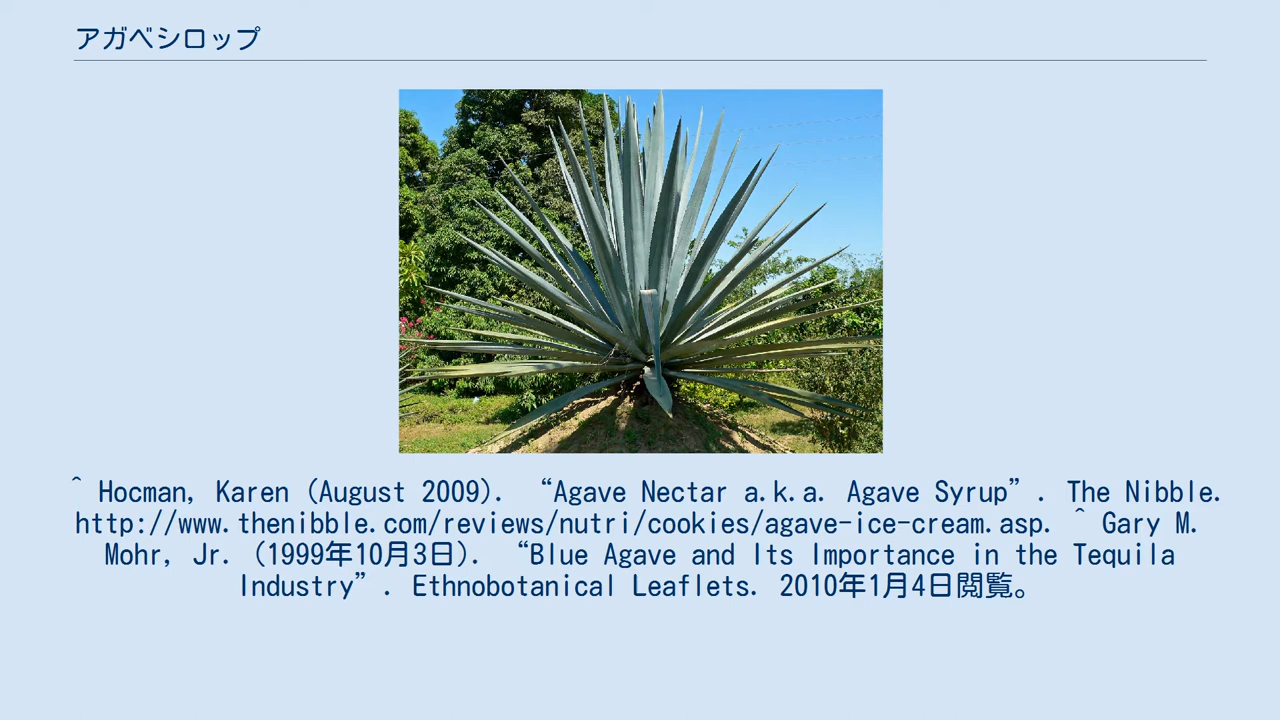 アガベシロップ
^ Hocman, Karen (August 2009). “Agave Nectar a.k.a. Agave Syrup”. The Nibble.
http://www.thenibble.com/reviews/nutri/cookies/agave-ice-cream.asp. ^ Gary M.
Mohr, Jr. (1999年10月3日). “Blue Agave and Its Importance in the Tequila
Industry”. Ethnobotanical Leaflets. 2010年1月4日閲覧。